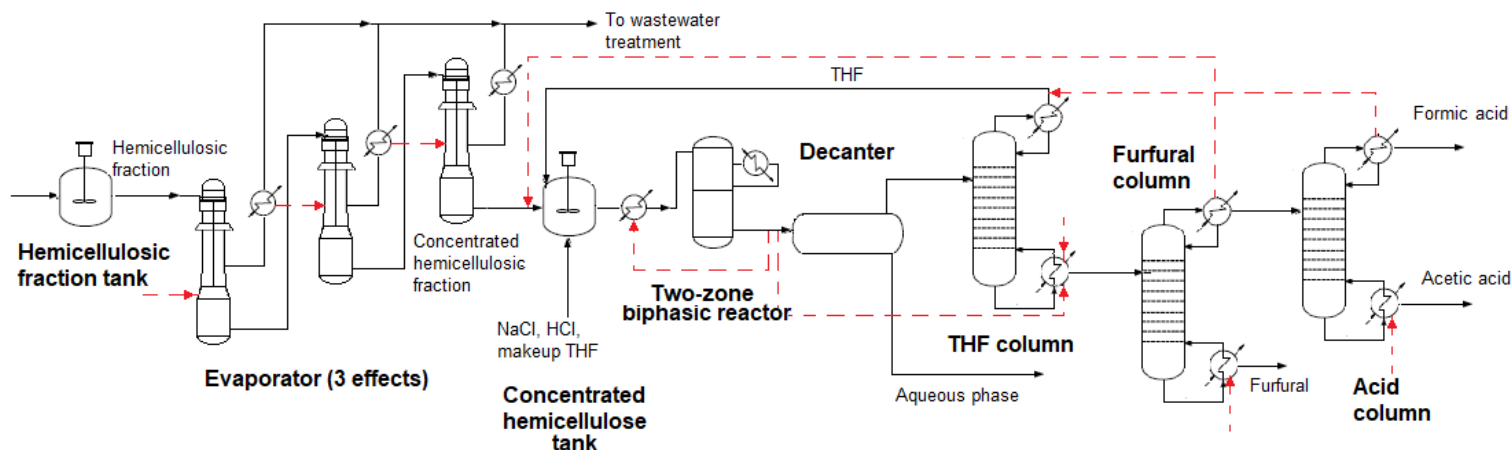 To wastewater
treatment
THF
Hemicellulosic
fraction
Formic acid
Decanter
Furfural
column
Hemicellulosic
fraction tank
Concentrated
hemicellulosic
fraction
Two-zone
biphasic reactor
Acetic acid
NaCl, HCl,
makeup THF
THF column
Evaporator (3 effects)
Aqueous phase
Furfural
Acid
column
Concentrated
hemicellulose
tank